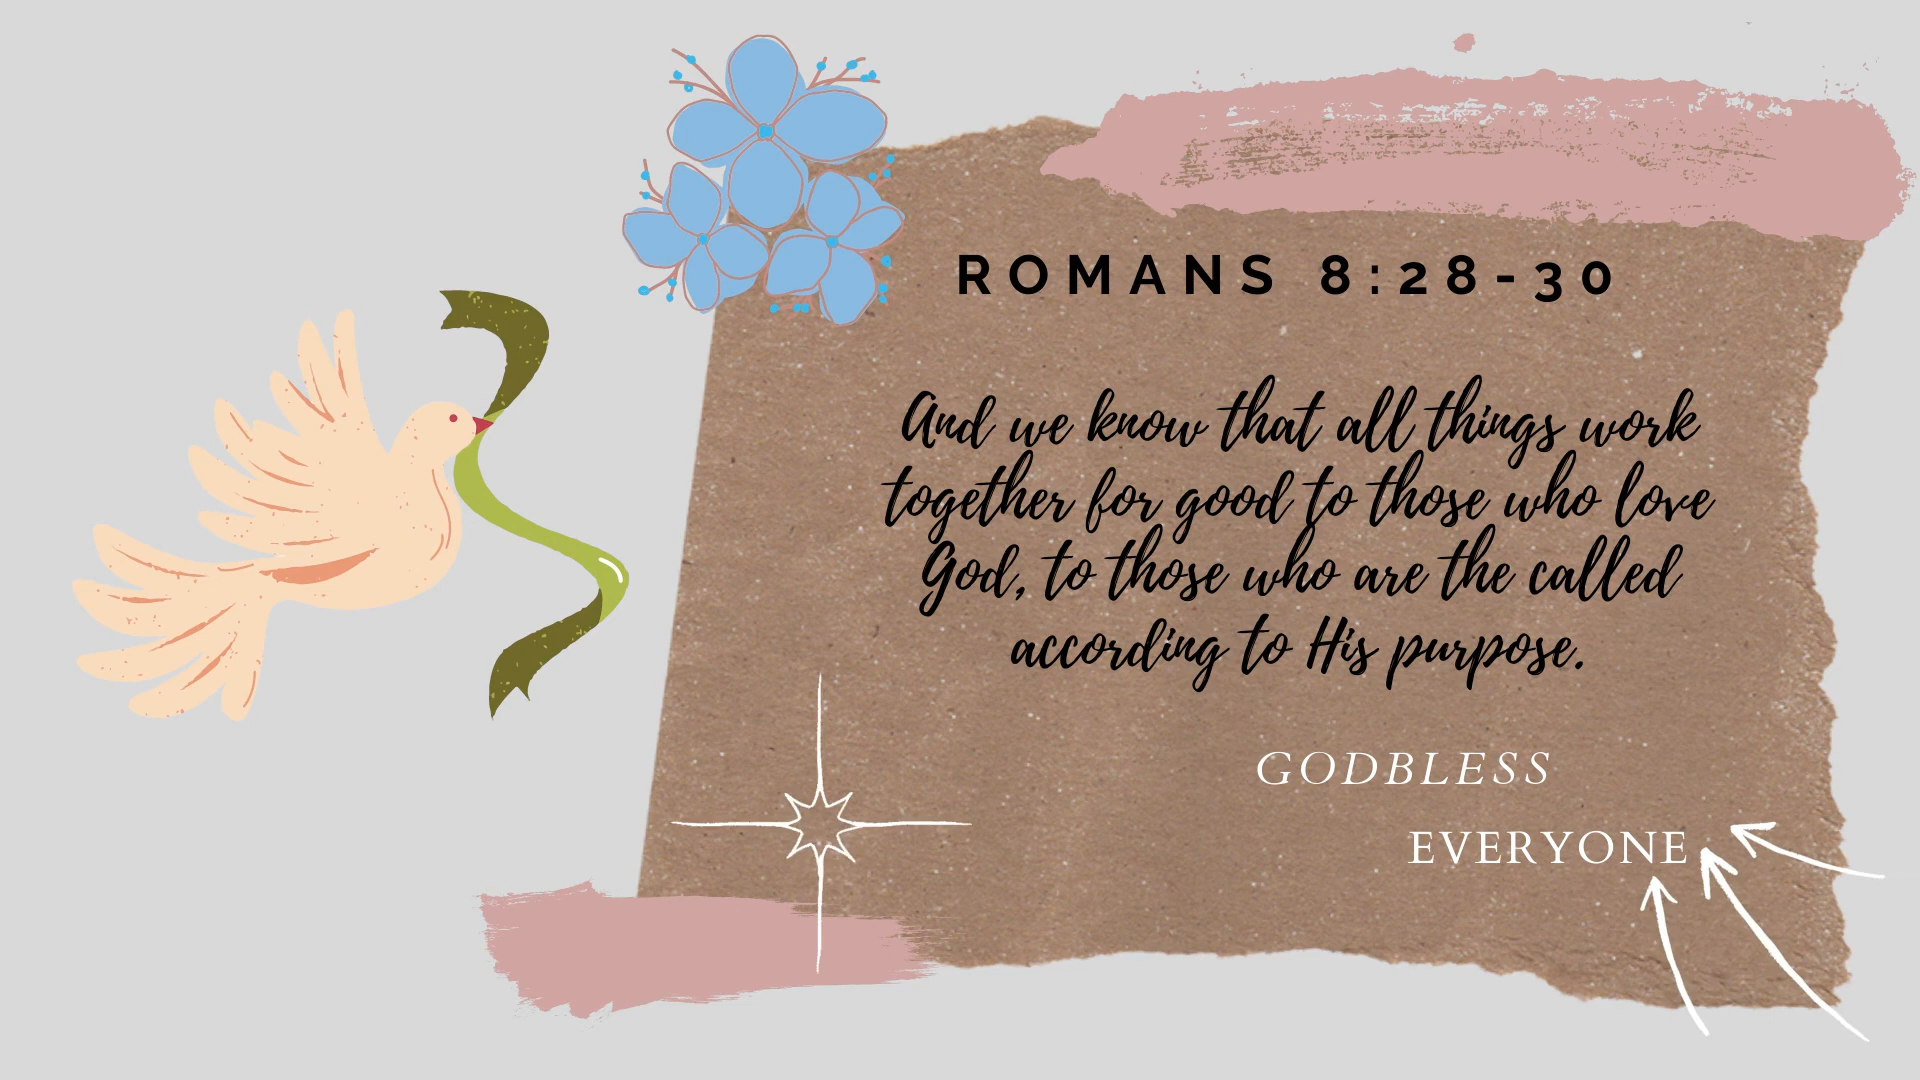 ROMANS 8:28-30
And we know that all things work
together for good to those who love
God, to those who are the called
according to His purpose.
GODBLESS
EVERYONE